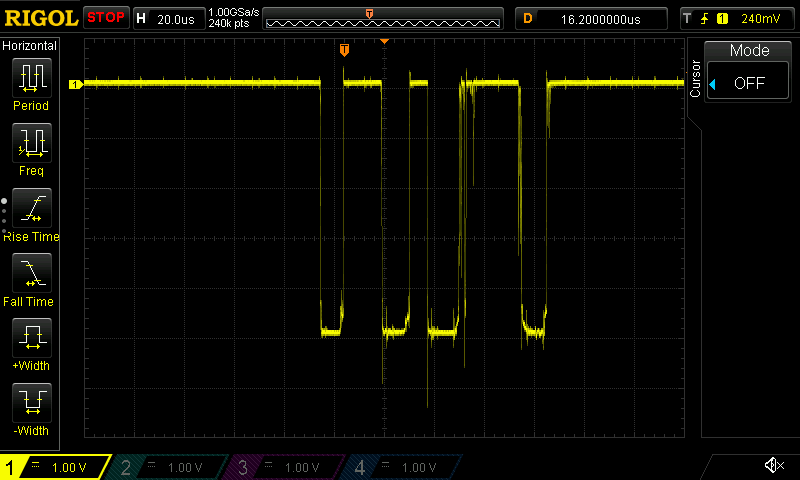 RIGOL STOP H 20.0us 1.00GSa/s 240k pts T D 16.2000000us T 1 240mV
Horizontal
Period
Freq
Rise Time
Fall Time
+Width
-Width
T
1
Cursor
Mode
OFF
1 1.00 V 2 1.00 V 3 1.00 V 4 1.00 V